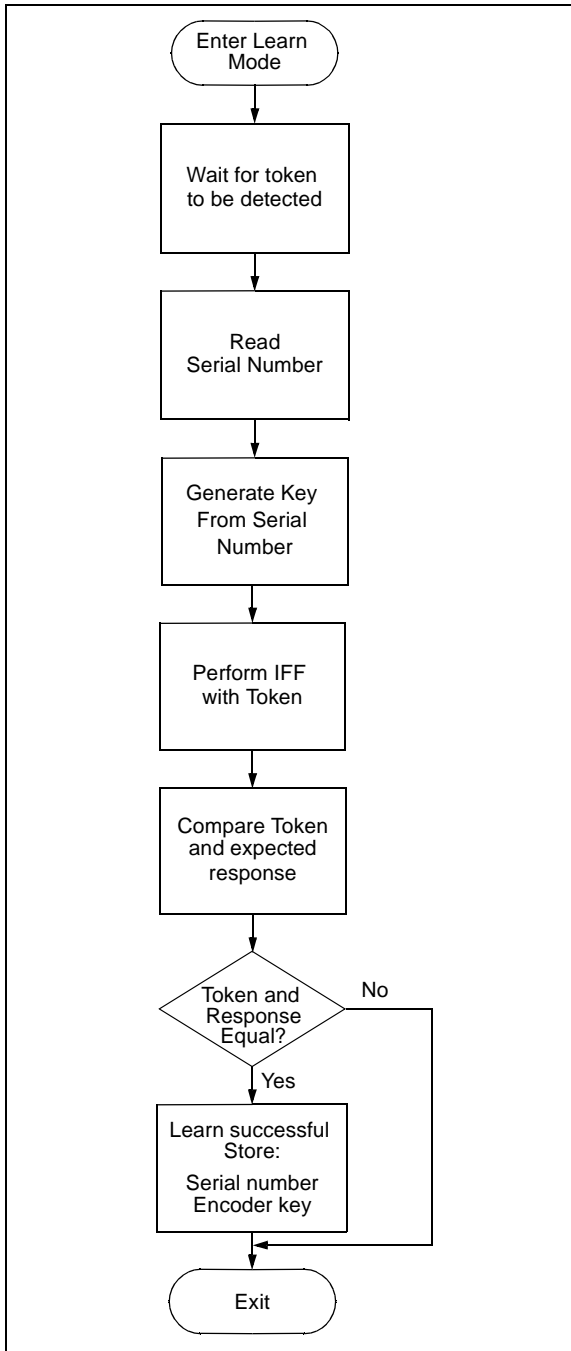 Enter Learn
Mode
Wait for token
to be detected
Read
Serial Number
Generate Key
From Serial
Number
Perform IFF
with Token
Compare Token
and expected
response
Token and
Response
Equal?
No
Yes
Learn successful
Store:
Serial number
Encoder key
Exit